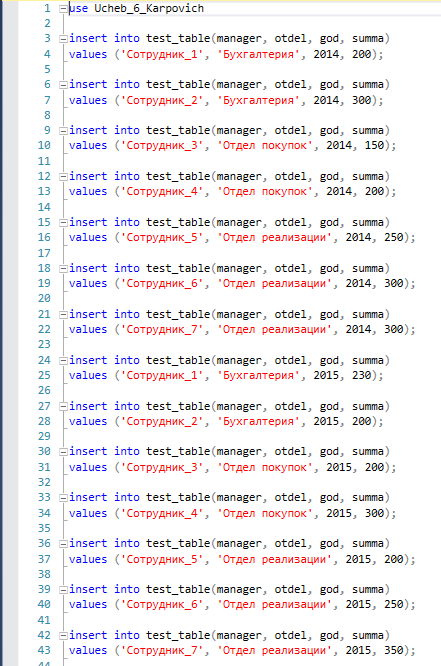 1 use Ucheb_6_Karpovich
2
3 insert into test_table(manager, otdel, god, summa)
4 values ('Сотрудник_1', 'Бухгалтерия', 2014, 200);
5
6 insert into test_table(manager, otdel, god, summa)
7 values ('Сотрудник_2', 'Бухгалтерия', 2014, 300);
8
9 insert into test_table(manager, otdel, god, summa)
10 values ('Сотрудник_3', 'Отдел покупок', 2014, 150);
11
12 insert into test_table(manager, otdel, god, summa)
13 values ('Сотрудник_4', 'Отдел покупок', 2014, 200);
14
15 insert into test_table(manager, otdel, god, summa)
16 values ('Сотрудник_5', 'Отдел реализации', 2014, 250);
17
18 insert into test_table(manager, otdel, god, summa)
19 values ('Сотрудник_6', 'Отдел реализации', 2014, 300);
20
21 insert into test_table(manager, otdel, god, summa)
22 values ('Сотрудник_7', 'Отдел реализации', 2014, 300);
23
24 insert into test_table(manager, otdel, god, summa)
25 values ('Сотрудник_1', 'Бухгалтерия', 2015, 230);
26
27 insert into test_table(manager, otdel, god, summa)
28 values ('Сотрудник_2', 'Бухгалтерия', 2015, 200);
29
30 insert into test_table(manager, otdel, god, summa)
31 values ('Сотрудник_3', 'Отдел покупок', 2015, 200);
32
33 insert into test_table(manager, otdel, god, summa)
34 values ('Сотрудник_4', 'Отдел покупок', 2015, 300);
35
36 insert into test_table(manager, otdel, god, summa)
37 values ('Сотрудник_5', 'Отдел реализации', 2015, 200);
38
39 insert into test_table(manager, otdel, god, summa)
40 values ('Сотрудник_6', 'Отдел реализации', 2015, 250);
41
42 insert into test_table(manager, otdel, god, summa)
43 values ('Сотрудник_7', 'Отдел реализации', 2015, 350);